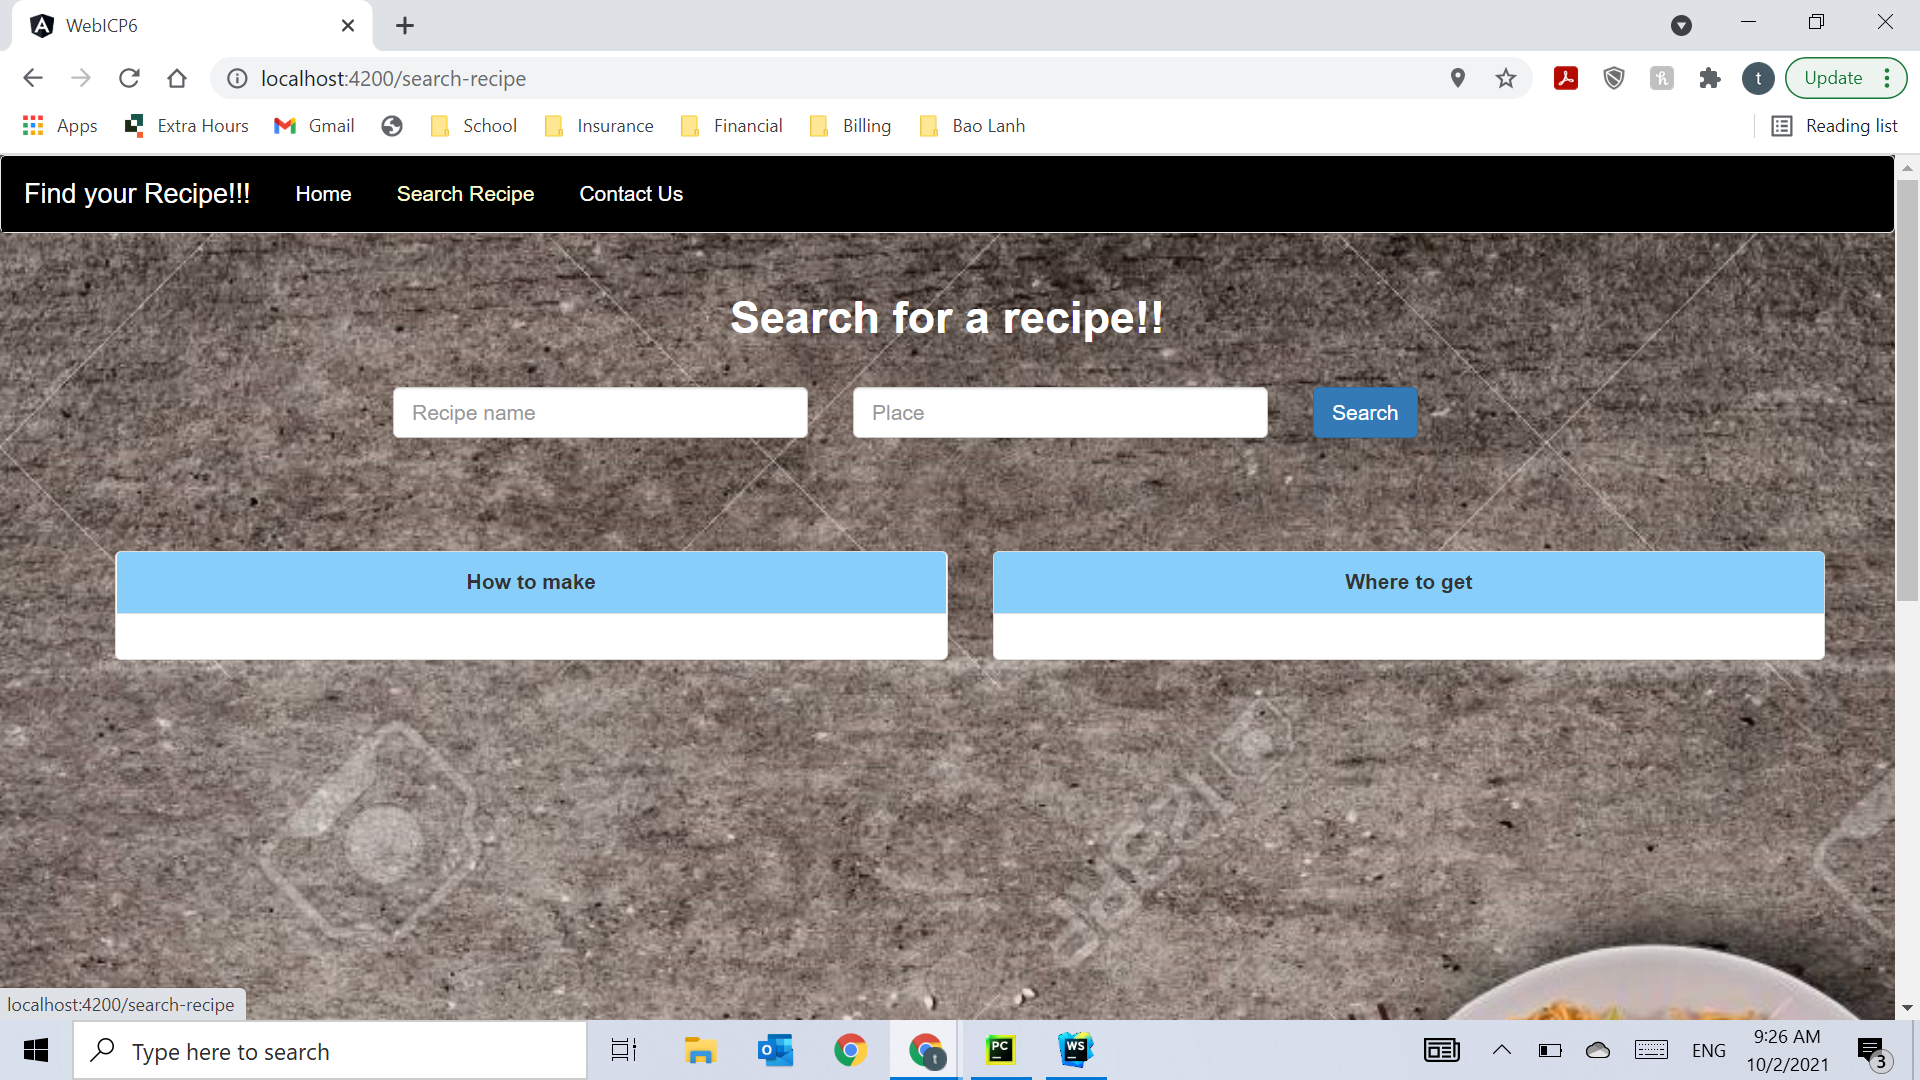 WebICP6
localhost:4200/search-recipe
Update
Apps
Extra Hours
Gmail
School
Insurance
Financial
Billing
Bao Lanh
Reading list
Find your Recipe!!!
Home
Search Recipe
Contact Us
Search for a recipe!!
Recipe name
Place
Search
How to make
Where to get
localhost:4200/search-recipe
Type here to search
PC
WS
ENG
9:26 AM
10/2/2021
3